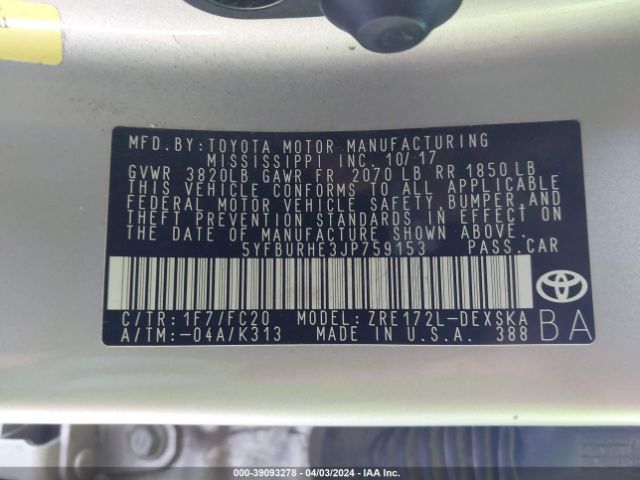 MFD.BY:TOYOTA MOTOR MANUFACTURING
MISSISSIPPI INC. 10/17
GVWR 3820LB GAWR FR 2070 LB RR 1850 LB
THIS VEHICLE CONFORMS TO ALL APPLICABLE
FEDERAL MOTOR VEHICLE SAFETY,BUMPER,AND
THEFT PREVENTION STANDARDS IN EFFECT ON
THE DATE OF MANUFACTURE SHOWN ABOVE.
5YFBURHE3JP759153 PASS.CAR
C/TR:1F7/FC20 MODEL:ZRE172L-DEXSKA
A/TM:-04A/K313 MADE IN U.S.A. 388
BA
000-39093278 - 04/03/2024 - IAA Inc.